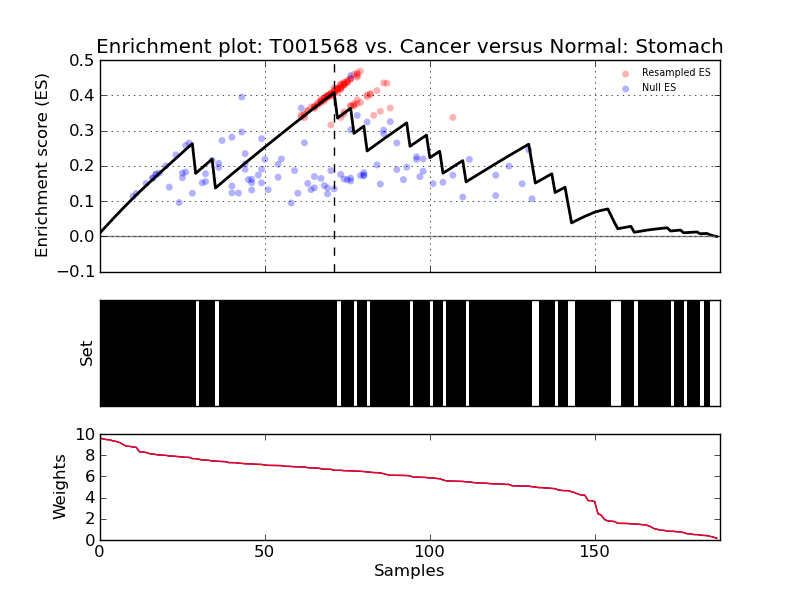 Enrichment plot: T001568 vs. Cancer versus Normal: Stomach
0.5
0.4
0.3
0.2
0.1
0.0
−0.1
Enrichment score (ES)
Resampled ES
Null ES
Set
10
8
6
4
2
0
Weights
0
50
100
150
Samples